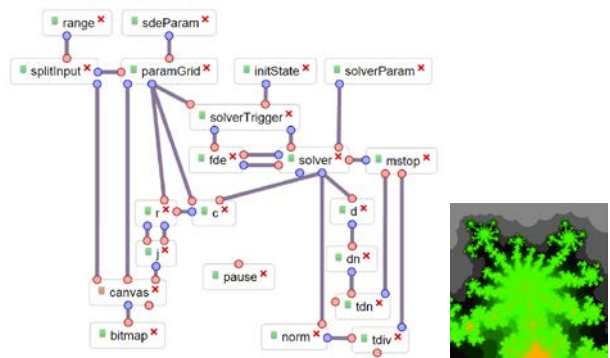 range
sdeParam
splitInput
paramGrid
initState
solverParam
solverTrigger
fde
solver
mstop
r
c
d
j
dn
pause
canvas
tdn
bitmap
norm
tdiv